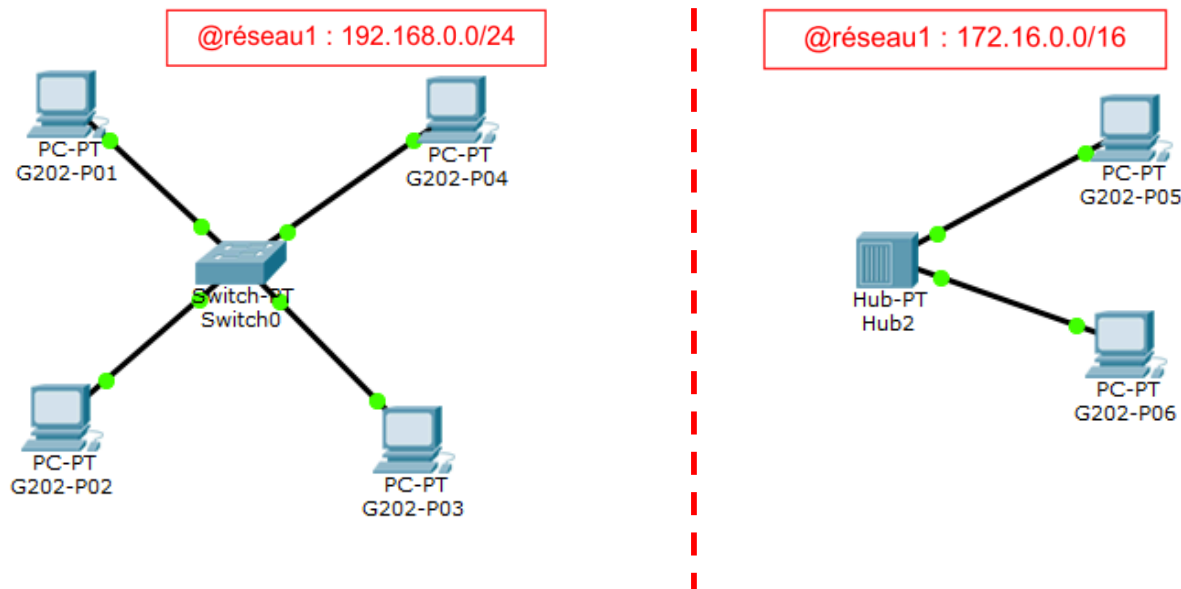 @réseau1 : 192.168.0.0/24
@réseau1 : 172.16.0.0/16
PC-PT
G202-P01
PC-PT
G202-P04
Switch-PT
Switch0
PC-PT
G202-P02
PC-PT
G202-P03
PC-PT
G202-P05
Hub-PT
Hub2
PC-PT
G202-P06